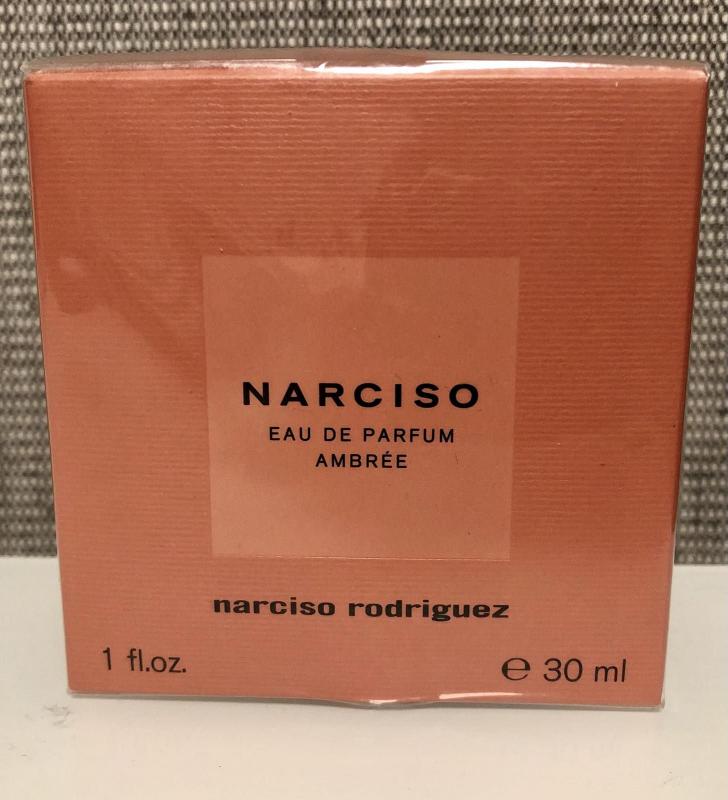 NARCISO
EAU DE PARFUM
AMBRÉE
narciso rodriguez
1 fl.oz.
℮ 30 ml